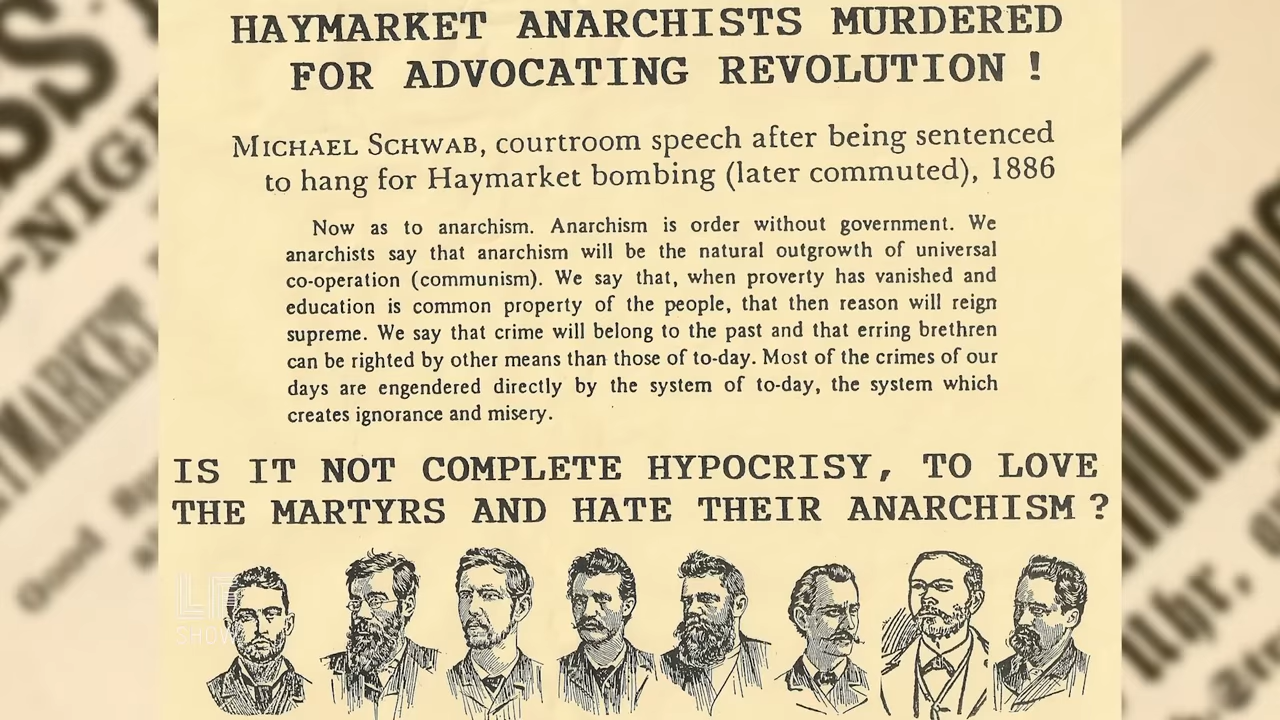 HAYMARKET ANARCHISTS MURDERED
FOR ADVOCATING REVOLUTION !
MICHAEL SCHWAB, courtroom speech after being sentenced
to hang for Haymarket bombing (later commuted), 1886
Now as to anarchism. Anarchism is order without government. We
anarchists say that anarchism will be the natural outgrowth of universal
co-operation (communism). We say that, when proverty has vanished and
education is common property of the people, that then reason will reign
supreme. We say that crime will belong to the past and that erring brethren
can be righted by other means than those of to-day. Most of the crimes of our
days are engendered directly by the system of to-day, the system which
creates ignorance and misery.
IS IT NOT COMPLETE HYPOCRISY, TO LOVE
THE MARTYRS AND HATE THEIR ANARCHISM ?
SHOW
HAYMARKET
Good
Uhr,